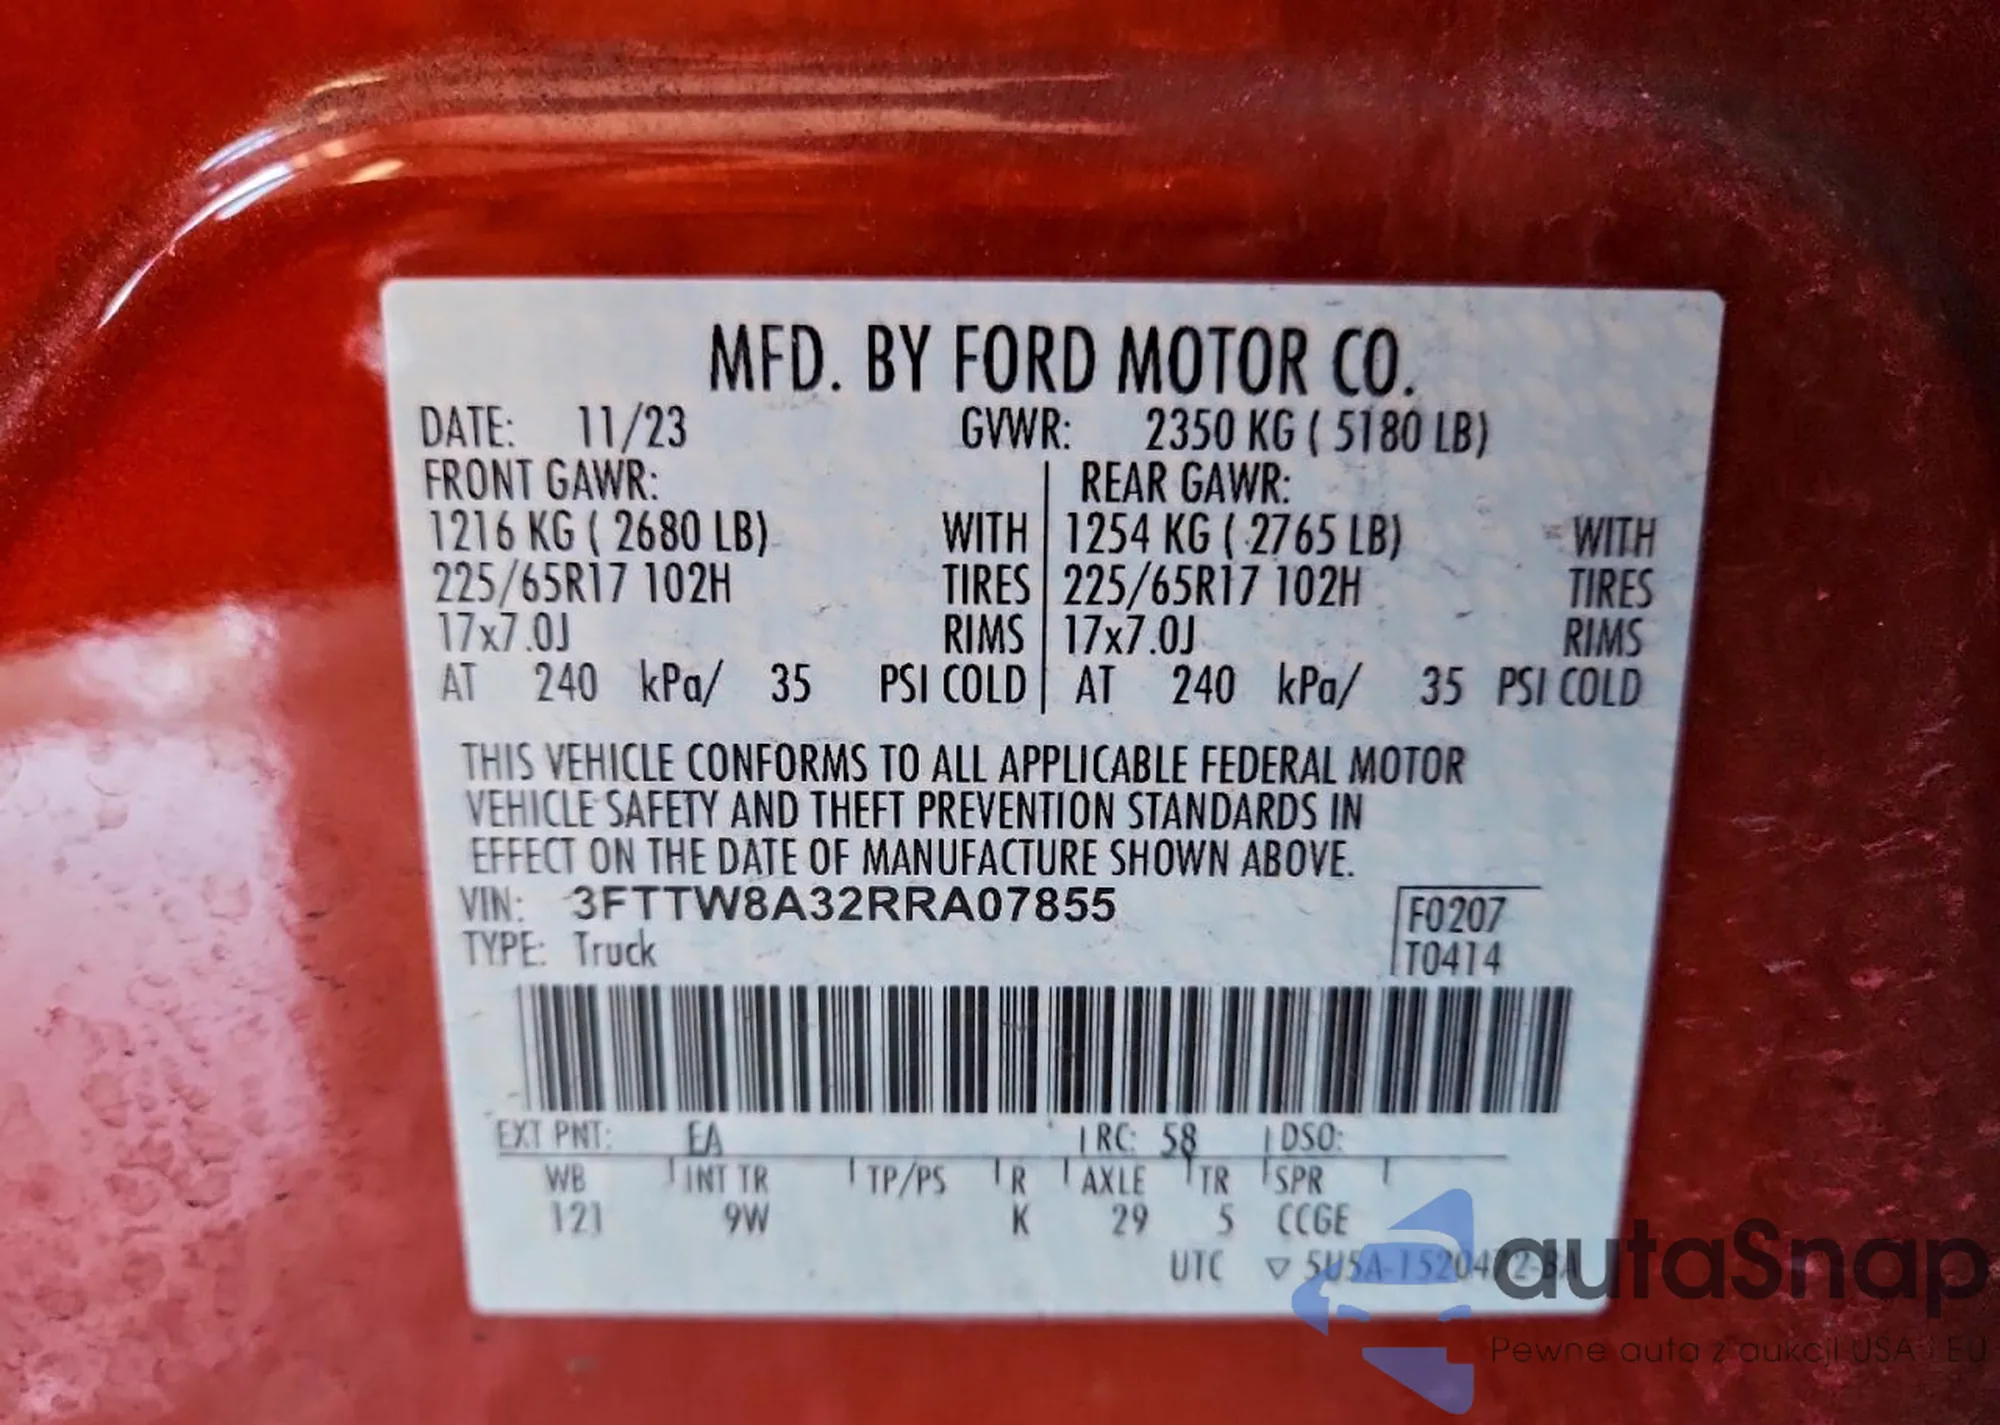 MFD. BY FORD MOTOR CO.
DATE: 11/23 GVWR: 2350 KG ( 5180 LB)
FRONT GAWR: REAR GAWR:
1216 KG ( 2680 LB) WITH 1254 KG ( 2765 LB) WITH
225/65R17 102H TIRES 225/65R17 102H TIRES
17x7.0J RIMS 17x7.0J RIMS
AT 240 kPa/ 35 PSI COLD AT 240 kPa/ 35 PSI COLD
THIS VEHICLE CONFORMS TO ALL APPLICABLE FEDERAL MOTOR
VEHICLE SAFETY AND THEFT PREVENTION STANDARDS IN
EFFECT ON THE DATE OF MANUFACTURE SHOWN ABOVE.
VIN: 3FTTW8A32RRA07855 F0207
TYPE: Truck T0414
EXT PNT: EA RC: 58 DSO:
WB INT TR TP/PS R AXLE TR SPR
121 9W K 29 5 CCGE
UTC ▽ 5U5A-1520472-BA
autaSnap
Pewne auta z aukcji USA i EU